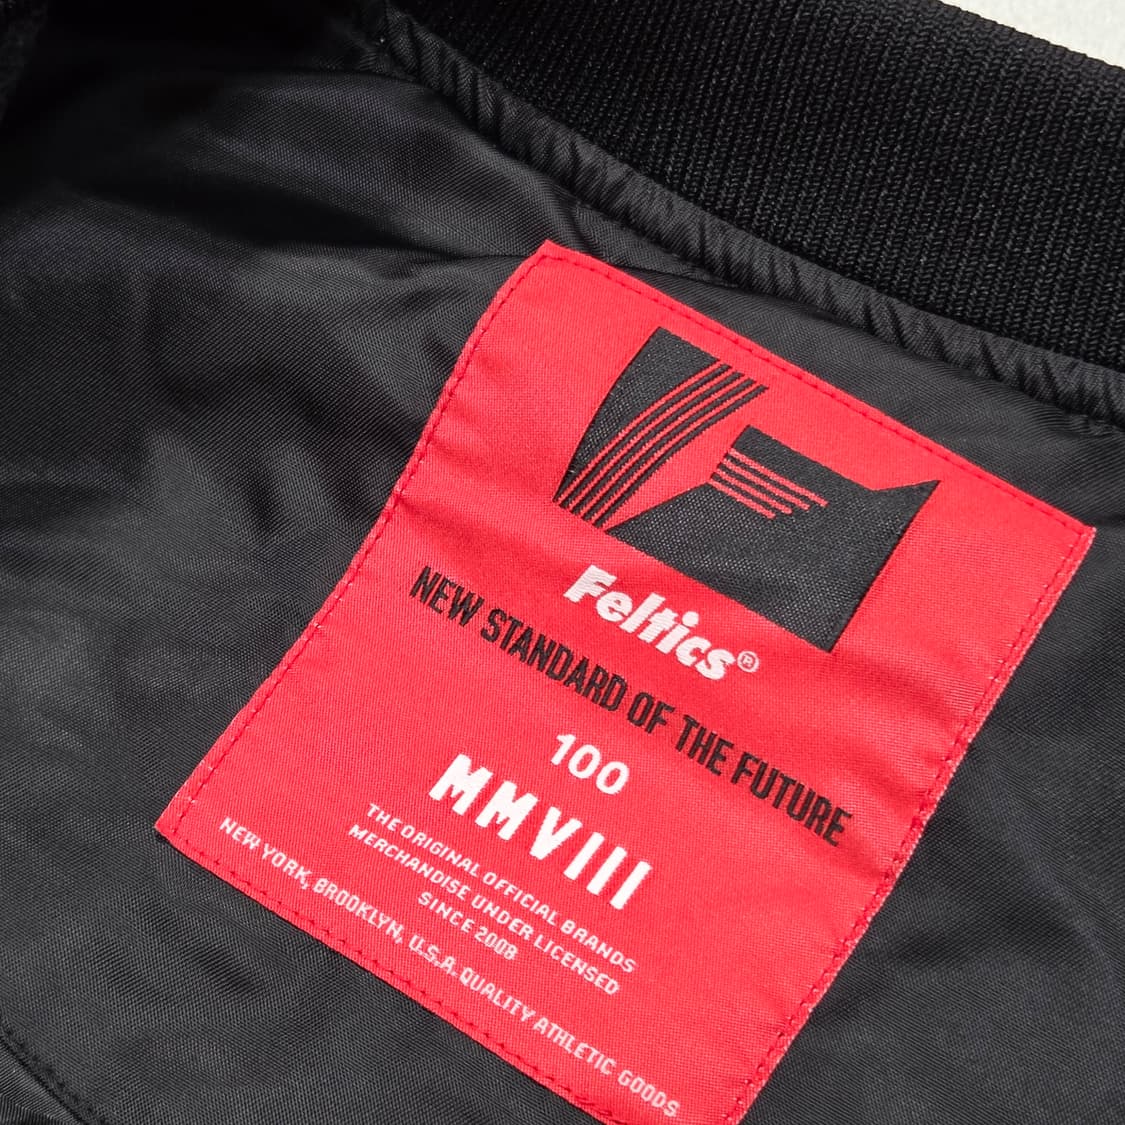 Feltics®
NEW STANDARD OF THE FUTURE
100
MMVIII
THE ORIGINAL OFFICIAL BRANDS
MERCHANDISE UNDER LICENSED
SINCE 2008
NEW YORK, BROOKLYN, U.S.A. QUALITY ATHLETIC GOODS